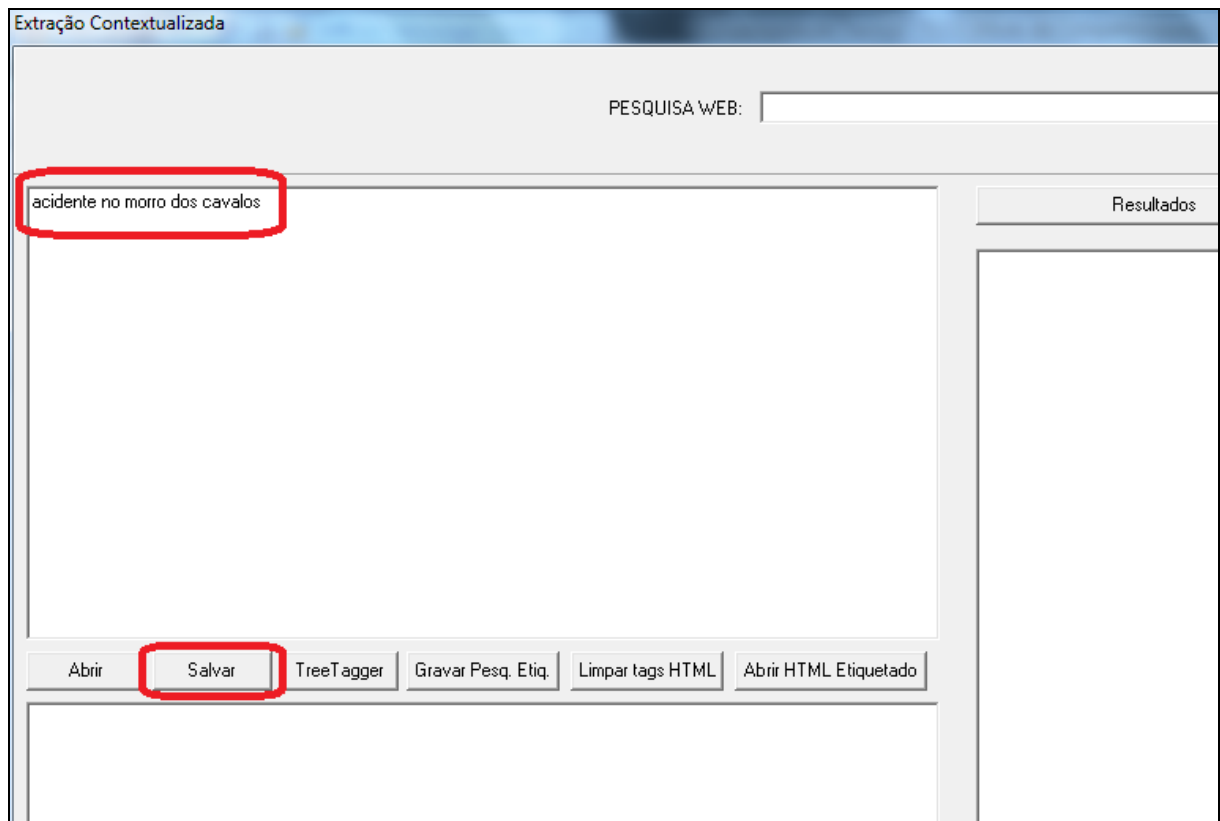 Extração Contextualizada
PESQUISA WEB:
acidente no morro dos cavalos
Resultados
Abrir Salvar TreeTagger Gravar Pesq. Etiq. Limpar tags HTML Abrir HTML Etiquetado